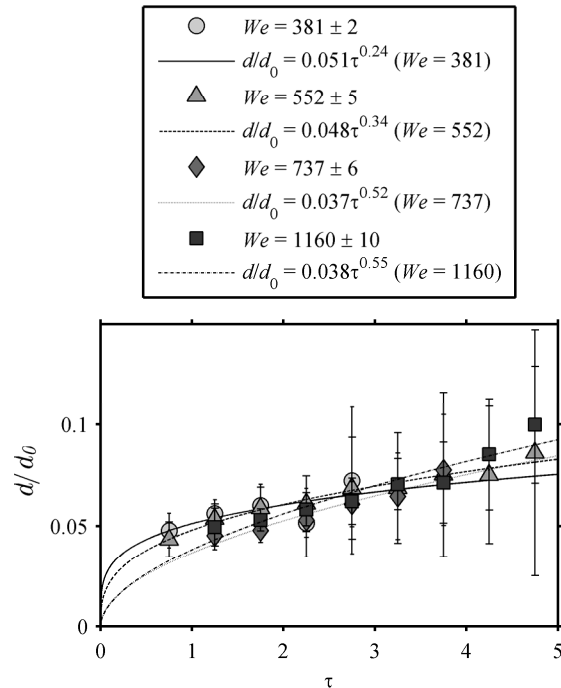 We = 381 ± 2
d/d₀ = 0.051τ⁰·²⁴ (We = 381)
We = 552 ± 5
d/d₀ = 0.048τ⁰·³⁴ (We = 552)
We = 737 ± 6
d/d₀ = 0.037τ⁰·⁵² (We = 737)
We = 1160 ± 10
d/d₀ = 0.038τ⁰·⁵⁵ (We = 1160)
0.1
0.05
0
d/d₀
0 1 2 3 4 5
τ